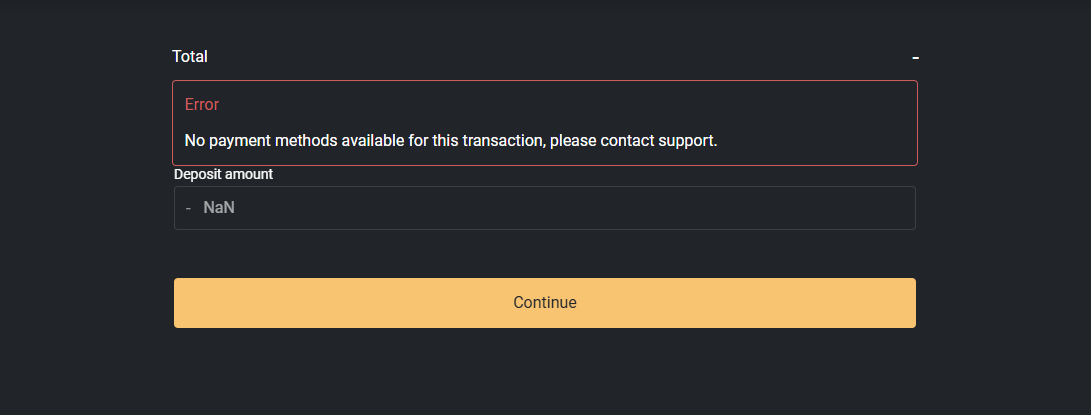 Total -
Error
No payment methods available for this transaction, please contact support.
Deposit amount
- NaN
Continue